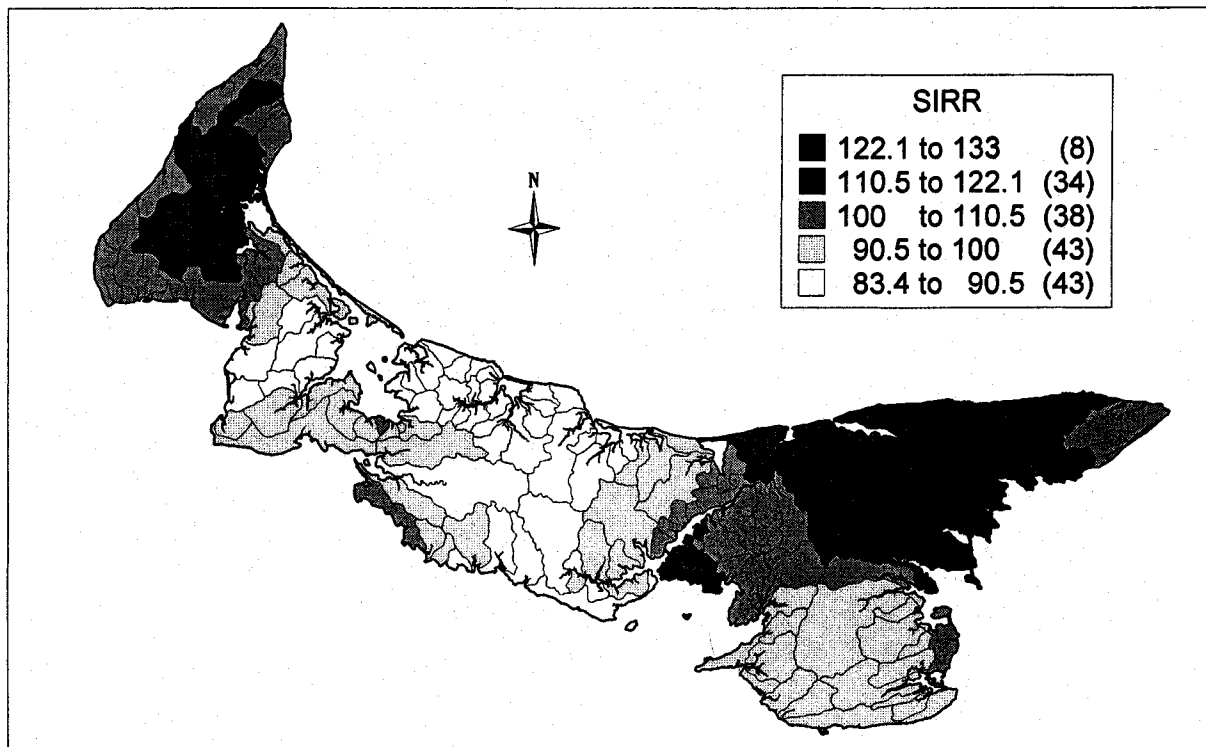 SIRR
122.1 to 133 (8)
110.5 to 122.1 (34)
100 to 110.5 (38)
90.5 to 100 (43)
83.4 to 90.5 (43)
N